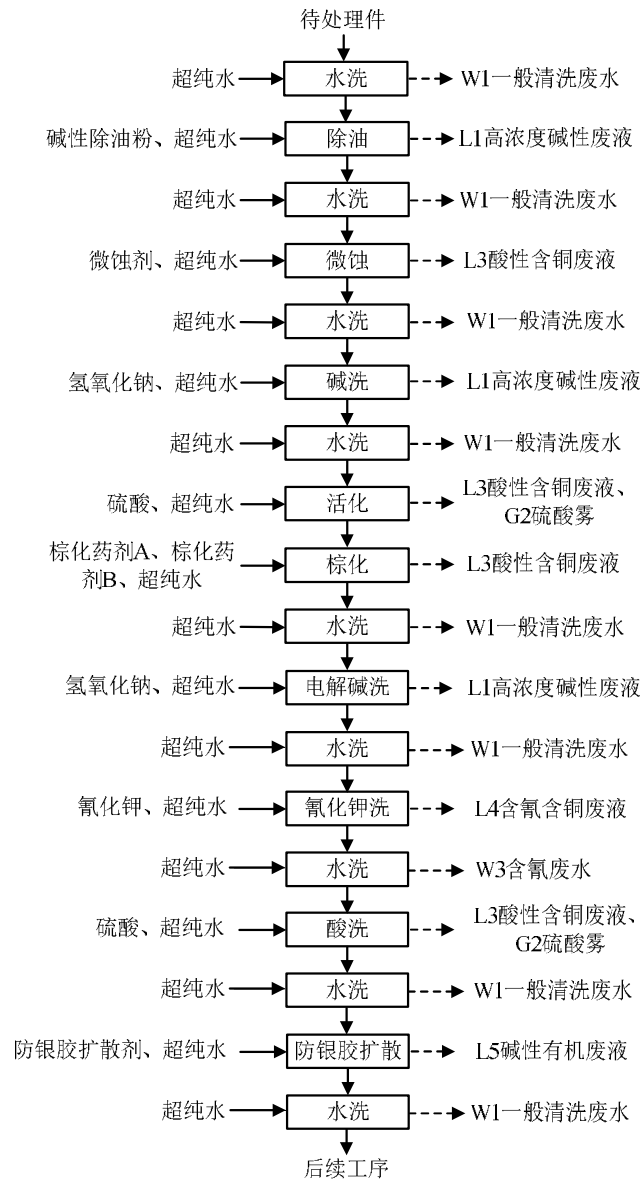 待处理件
超纯水 水洗 W1一般清洗废水
碱性除油粉、超纯水 除油 L1高浓度碱性废液
超纯水 水洗 W1一般清洗废水
微蚀剂、超纯水 微蚀 L3酸性含铜废液
超纯水 水洗 W1一般清洗废水
氢氧化钠、超纯水 碱洗 L1高浓度碱性废液
超纯水 水洗 W1一般清洗废水
硫酸、超纯水 活化 L3酸性含铜废液、
G2硫酸雾
棕化药剂A、棕化药
剂B、超纯水 棕化 L3酸性含铜废液
超纯水 水洗 W1一般清洗废水
氢氧化钠、超纯水 电解碱洗 L1高浓度碱性废液
超纯水 水洗 W1一般清洗废水
氰化钾、超纯水 氰化钾洗 L4含氰含铜废液
超纯水 水洗 W3含氰废水
硫酸、超纯水 酸洗 L3酸性含铜废液、
G2硫酸雾
超纯水 水洗 W1一般清洗废水
防银胶扩散剂、超纯水 防银胶扩散 L5碱性有机废液
超纯水 水洗 W1一般清洗废水
后续工序